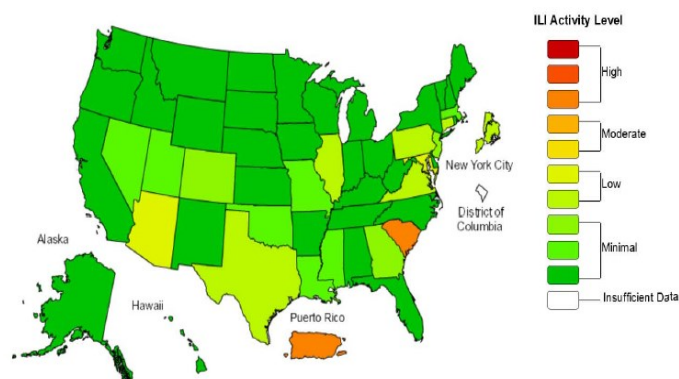 ILI Activity Level
High
Moderate
Low
Minimal
Insufficient Data
New York City
District of
Columbia
Alaska
Hawaii
Puerto Rico